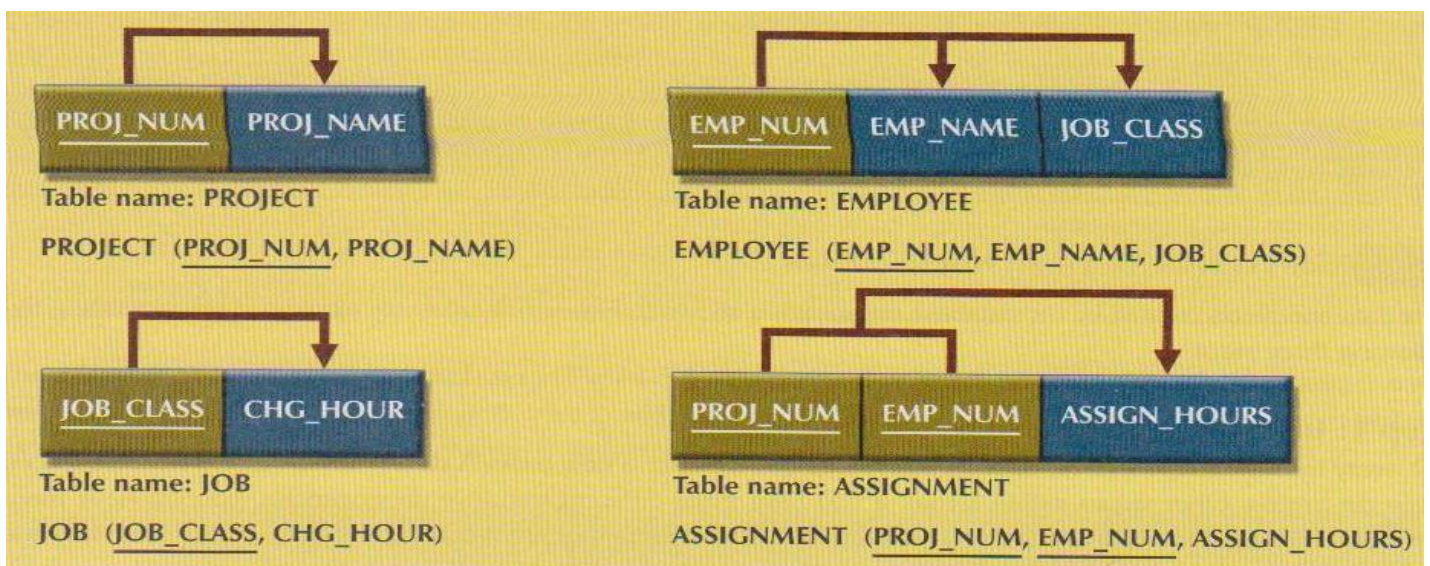 PROJ_NUM PROJ_NAME
Table name: PROJECT
PROJECT (PROJ_NUM, PROJ_NAME)
EMP_NUM EMP_NAME JOB_CLASS
Table name: EMPLOYEE
EMPLOYEE (EMP_NUM, EMP_NAME, JOB_CLASS)
JOB_CLASS CHG_HOUR
Table name: JOB
JOB (JOB_CLASS, CHG_HOUR)
PROJ_NUM EMP_NUM ASSIGN_HOURS
Table name: ASSIGNMENT
ASSIGNMENT (PROJ_NUM, EMP_NUM, ASSIGN_HOURS)